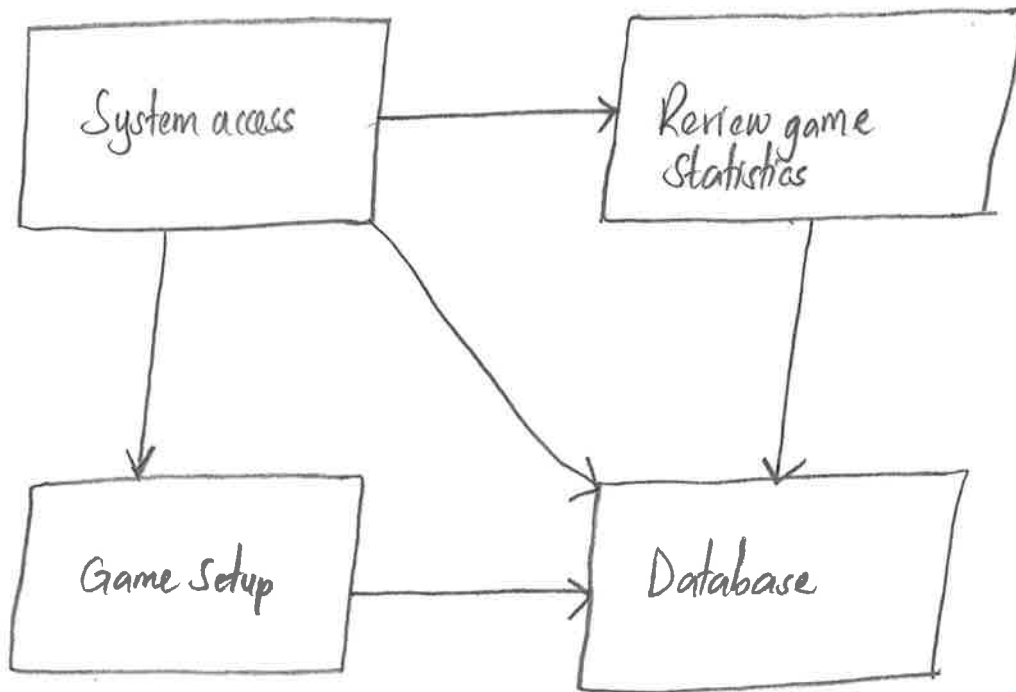 System access
Review game
Statistics
Game Setup
Database